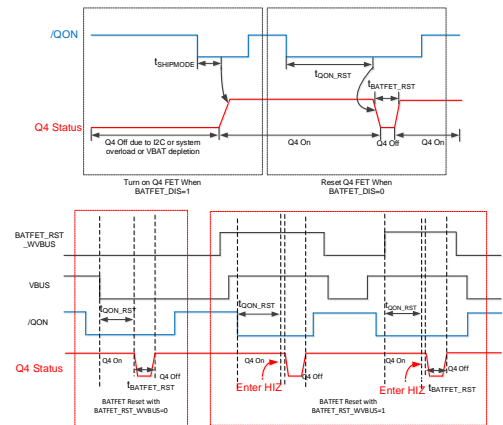 /QON
tSHIPMODE
tQON_RST
tBATFET_RST
Q4 Status
Q4 Off due to I2C or system
overload or VBAT depletion
Q4 On
Q4 Off
Q4 On
Turn on Q4 FET When
BATFET_DIS=1
Reset Q4 FET When
BATFET_DIS=0
BATFET_RST
_WVBUS
VBUS
tQON_RST
tQON_RST
tQON_RST
/QON
Q4 Status
Q4 On
Q4 Off
Q4 On
Q4 Off
Q4 On
Q4 Off
tBATFET_RST
Enter HIZ
Enter HIZ
tBATFET_RST
BATFET Reset with
BATFET_RST_WVBUS=0
BATFET Reset with
BATFET_RST_WVBUS=1